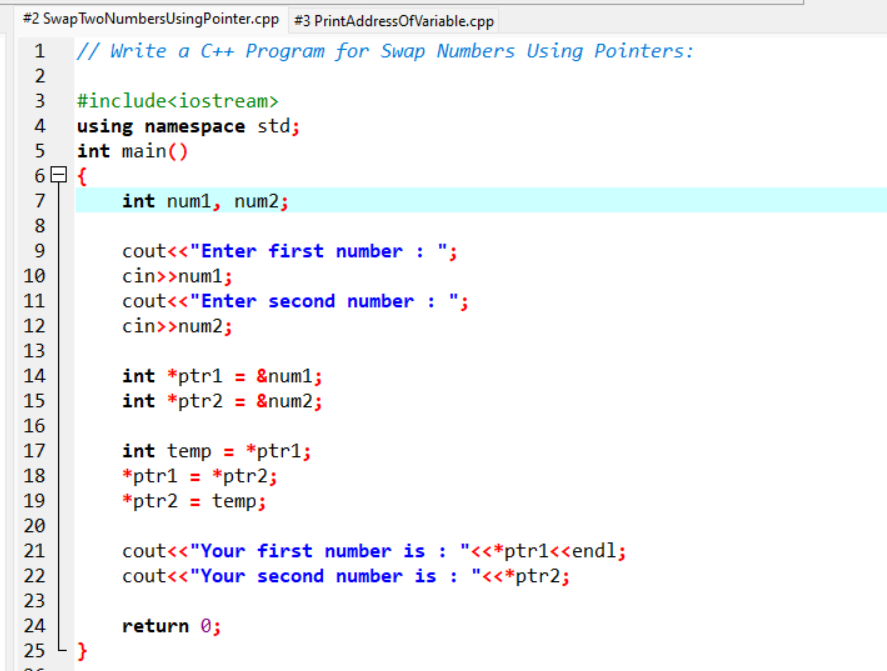 #2 SwapTwoNumbersUsingPointer.cpp #3 PrintAddressOfVariable.cpp
1 // Write a C++ Program for Swap Numbers Using Pointers:
2
3 #include<iostream>
4 using namespace std;
5 int main()
6 {
7 int num1, num2;
8
9 cout<<"Enter first number : ";
10 cin>>num1;
11 cout<<"Enter second number : ";
12 cin>>num2;
13
14 int *ptr1 = &num1;
15 int *ptr2 = &num2;
16
17 int temp = *ptr1;
18 *ptr1 = *ptr2;
19 *ptr2 = temp;
20
21 cout<<"Your first number is : "<<*ptr1<<endl;
22 cout<<"Your second number is : "<<*ptr2;
23
24 return 0;
25 }